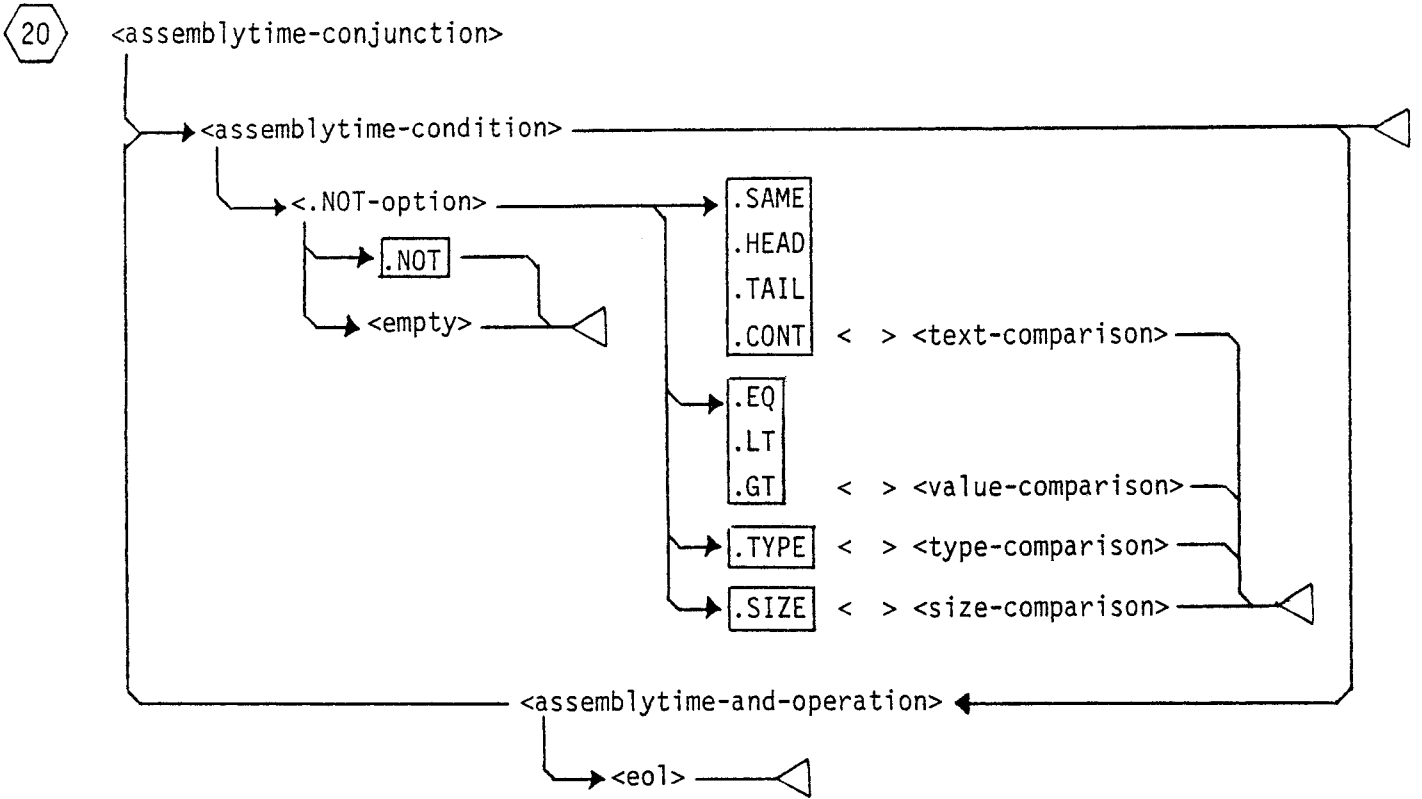 20 <assemblytime-conjunction>
<assemblytime-condition>
<.NOT-option>
.SAME
.HEAD
.NOT
.TAIL
<empty>
.CONT < > <text-comparison>
.EQ
.LT
.GT < > <value-comparison>
.TYPE < > <type-comparison>
.SIZE < > <size-comparison>
<assemblytime-and-operation>
<eol>